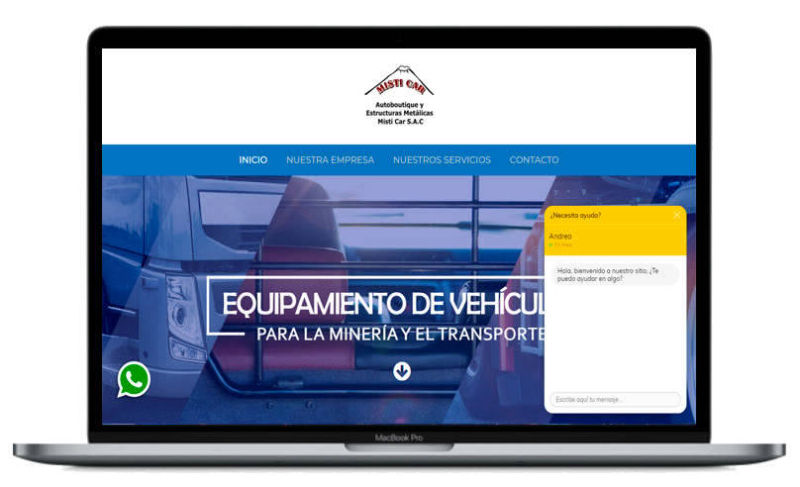 MISTI CAR
Autoboutique y
Estructuras Metálicas
Misti Car S.A.C
INICIO NUESTRA EMPRESA NUESTROS SERVICIOS CONTACTO
¿Necesita ayuda?
Andrea
Hola, bienvenido a nuestro sitio, ¿Te
puedo ayudar en algo?
EQUIPAMIENTO DE VEHÍCUL
PARA LA MINERÍA Y EL TRANSPORTE
Escribe aquí tu mensaje...
MacBook Pro